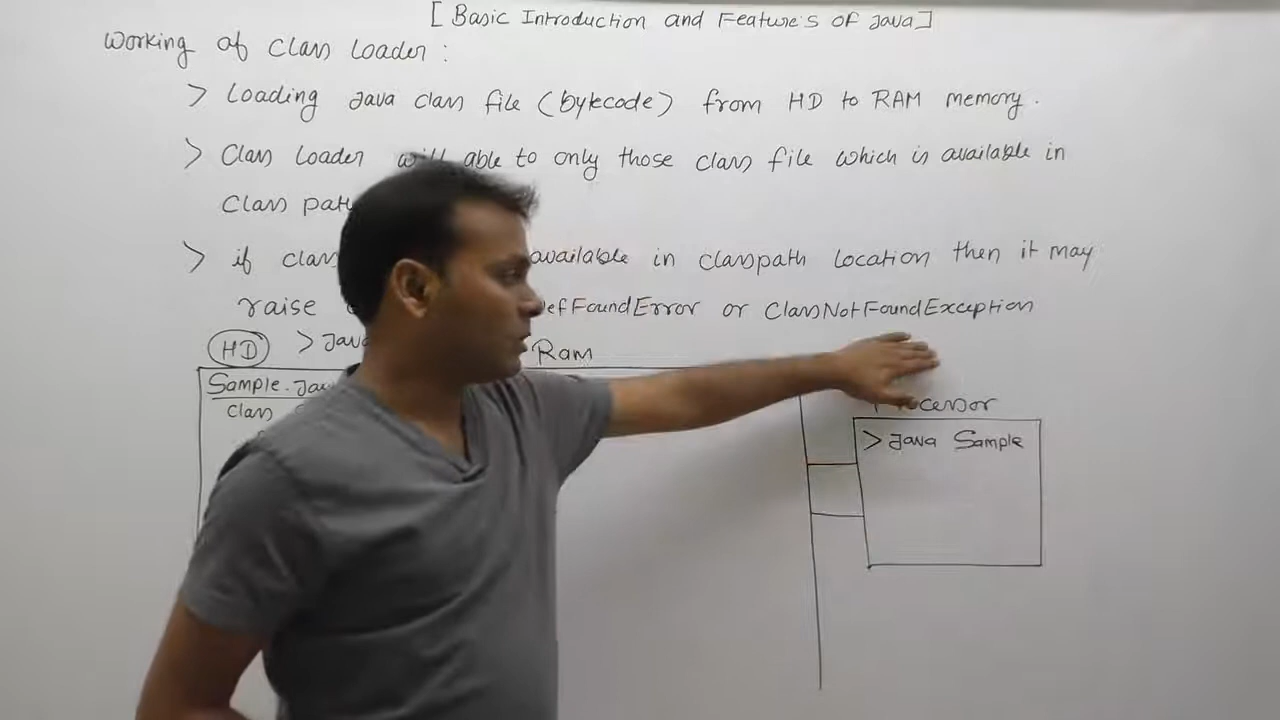 [ Basic Introduction and Feature's of Java ]
Working of Class Loader :
> Loading Java class file (bytecode) from HD to RAM memory .
> Class Loader will able to only those class file which is available in
Class path
> if class available in classpath location then it may
raise DefFoundError or ClassNotFoundException
HD > Java Ram
Sample.Java
Class
Processor
> Java Sample